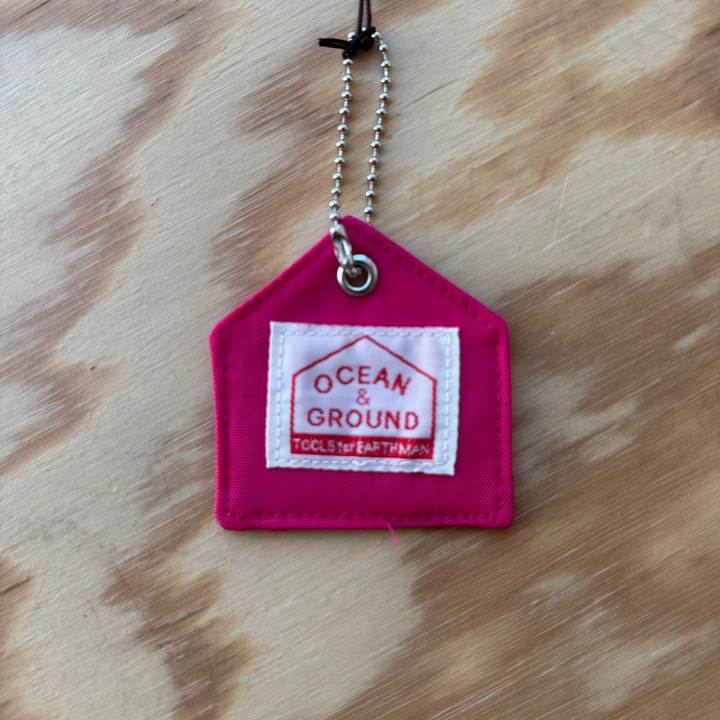 OCEAN
&
GROUND
TOOLS for EARTHMAN